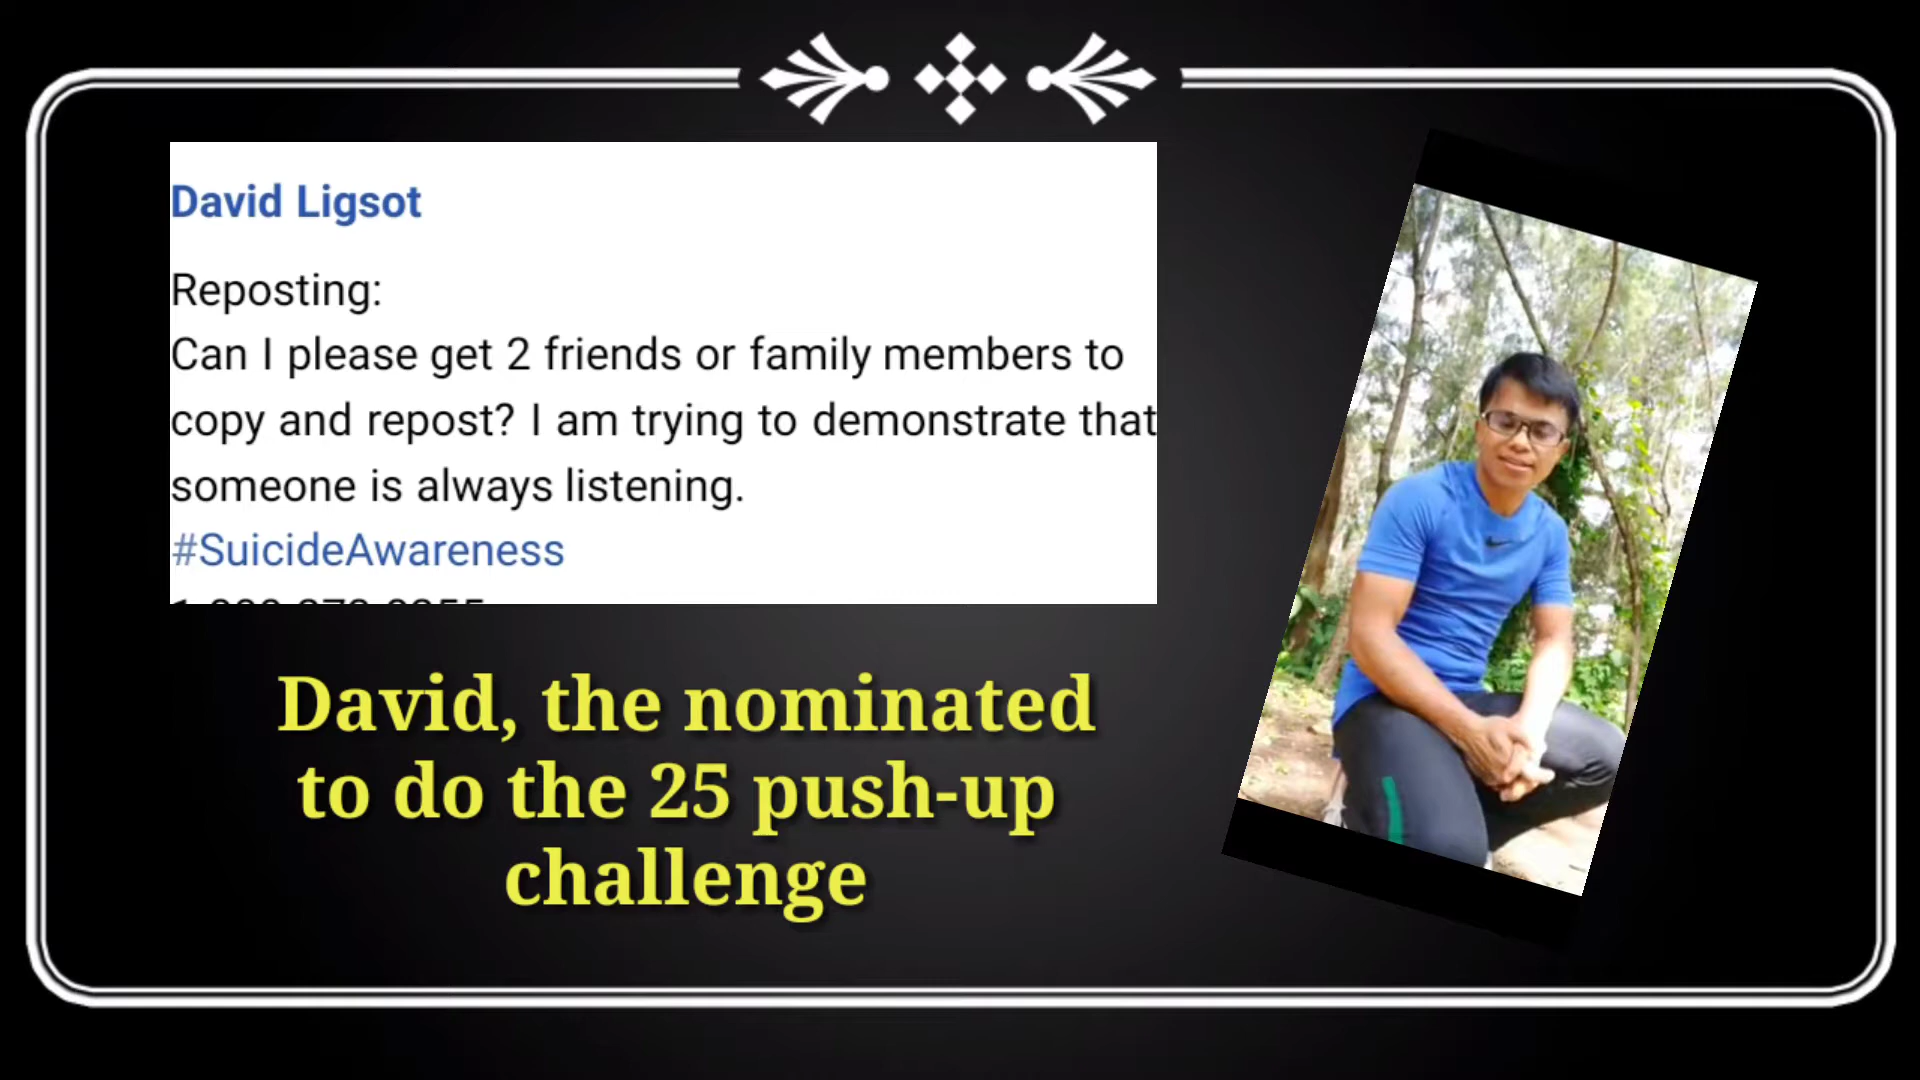 David Ligsot
Reposting:
Can I please get 2 friends or family members to
copy and repost? I am trying to demonstrate that
someone is always listening.
#SuicideAwareness
David, the nominated
to do the 25 push-up
challenge